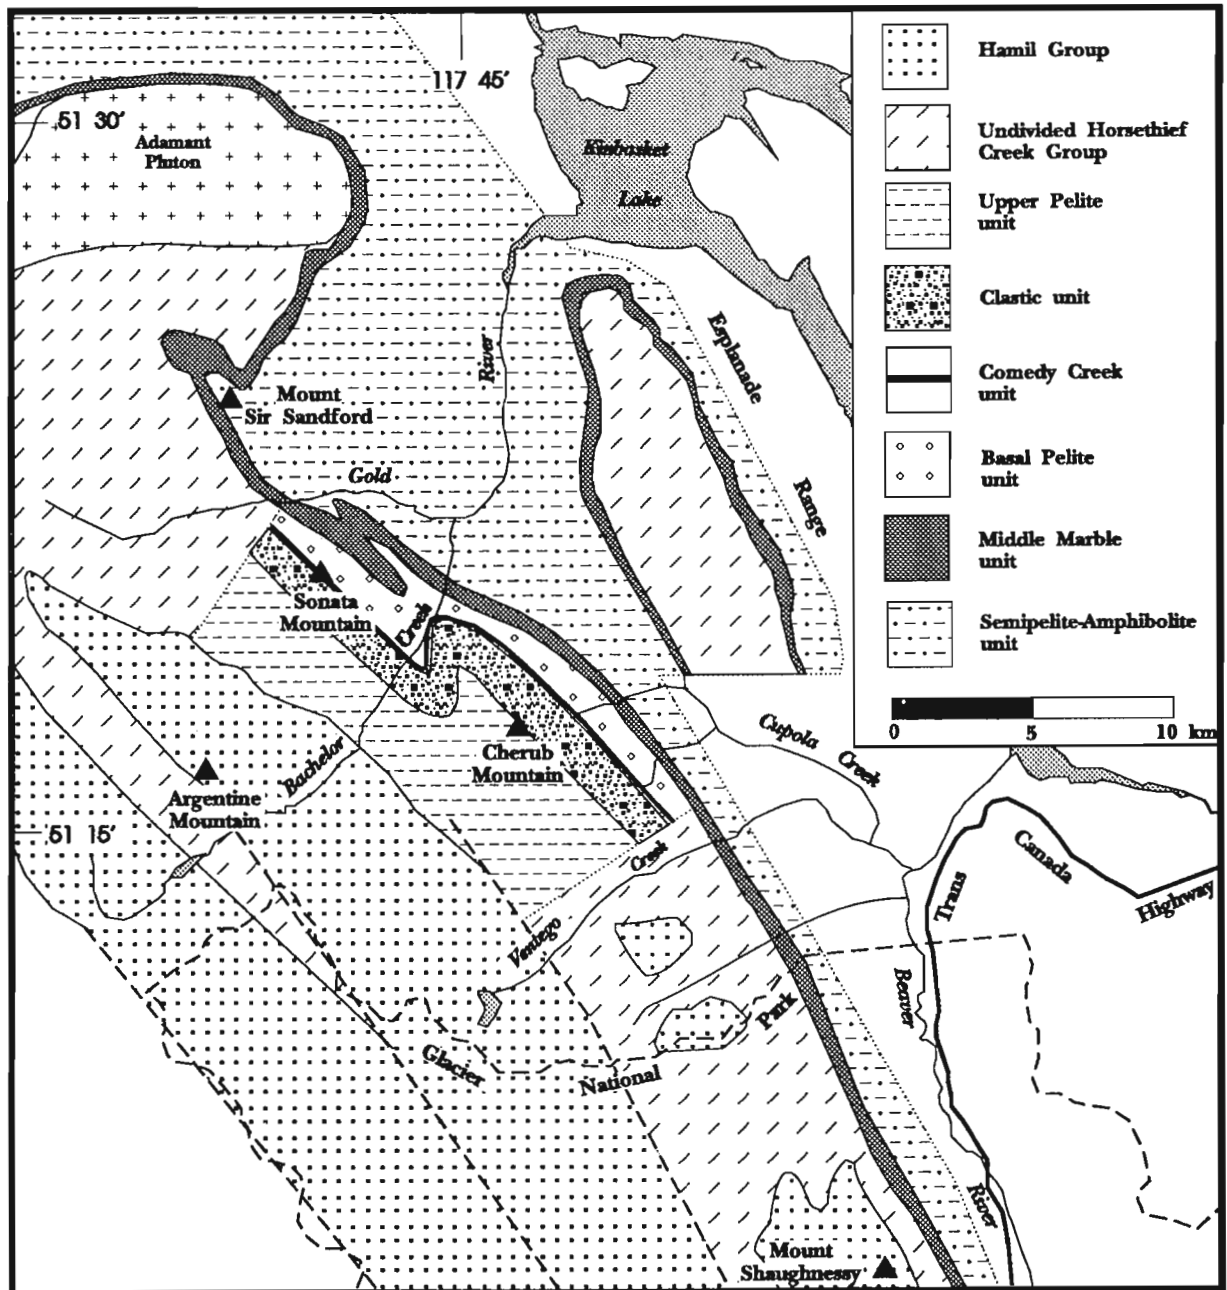 117 45′
51 30′
Adamant
Pluton
Kinbasket
Lake
River
Esplanade
Range
Mount
Sir Sandford
Gold
Sonata
Mountain
Creek
Cherub
Mountain
Bachelor
Argentine
Mountain
51 15′
Cupola
Creek
Creek
Ventego
Trans
Canada
Highway
Beaver
River
Glacier
National
Park
Mount
Shaughnessy
Hamil Group
Undivided Horsethief
Creek Group
Upper Pelite
unit
Clastic unit
Comedy Creek
unit
Basal Pelite
unit
Middle Marble
unit
Semipelite-Amphibolite
unit
0 5 10 km